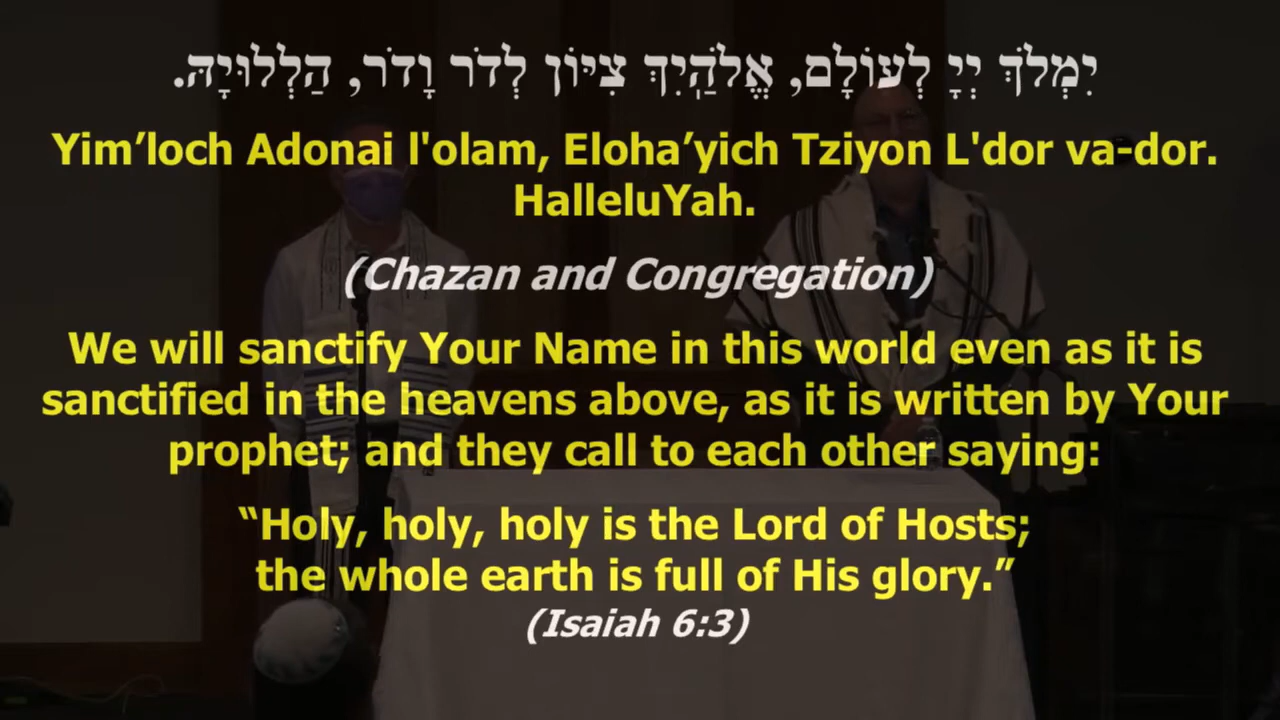 יִמְלֹךְ יְיָ לְעוֹלָם, אֱלֹהַֽיִךְ צִיּוֹן לְדֹר וָדֹר, הַלְלוּיָהּ.
Yim’loch Adonai l'olam, Eloha’yich Tziyon L'dor va-dor.
HalleluYah.
(Chazan and Congregation)
We will sanctify Your Name in this world even as it is
sanctified in the heavens above, as it is written by Your
prophet; and they call to each other saying:
“Holy, holy, holy is the Lord of Hosts;
the whole earth is full of His glory.”
(Isaiah 6:3)